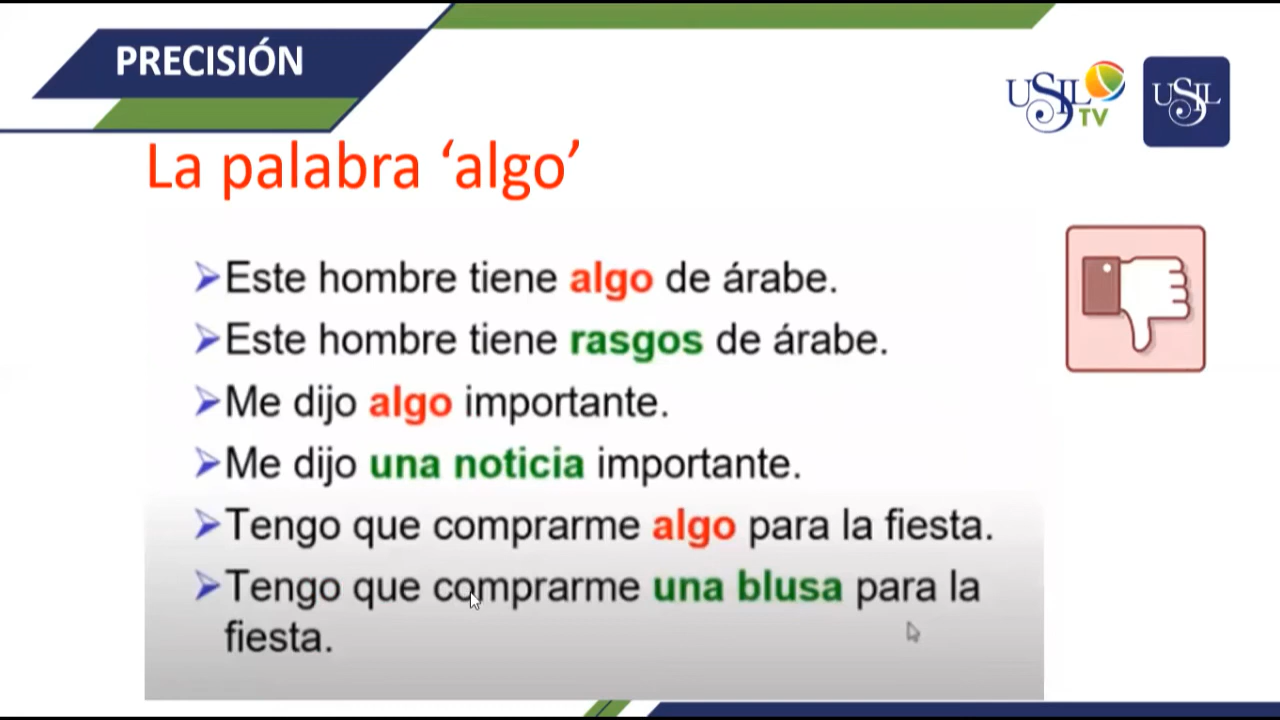 PRECISIÓN
USIL
TV
USIL
La palabra ‘algo’
Este hombre tiene algo de árabe.
Este hombre tiene rasgos de árabe.
Me dijo algo importante.
Me dijo una noticia importante.
Tengo que comprarme algo para la fiesta.
Tengo que comprarme una blusa para la
fiesta.